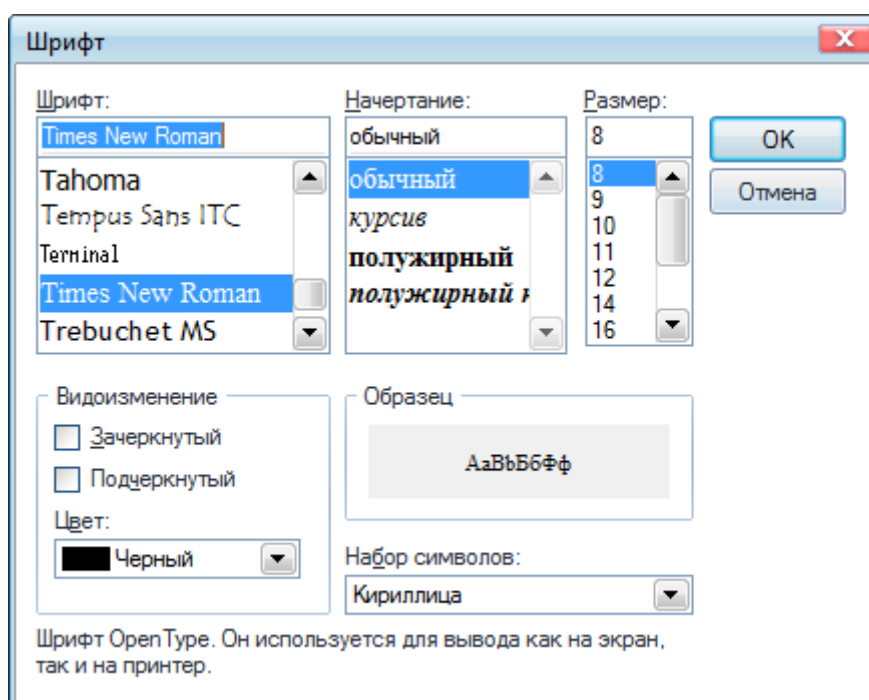 Шрифт
Шрифт:
Times New Roman
Tahoma
Tempus Sans ITC
Terminal
Times New Roman
Trebuchet MS
Начертание:
обычный
обычный
курсив
полужирный
полужирный к
Размер:
8
8
9
10
11
12
14
16
OK
Отмена
Видоизменение
Зачеркнутый
Подчеркнутый
Цвет:
Черный
Образец
АаBbБбФф
Набор символов:
Кириллица
Шрифт OpenType. Он используется для вывода как на экран,
так и на принтер.